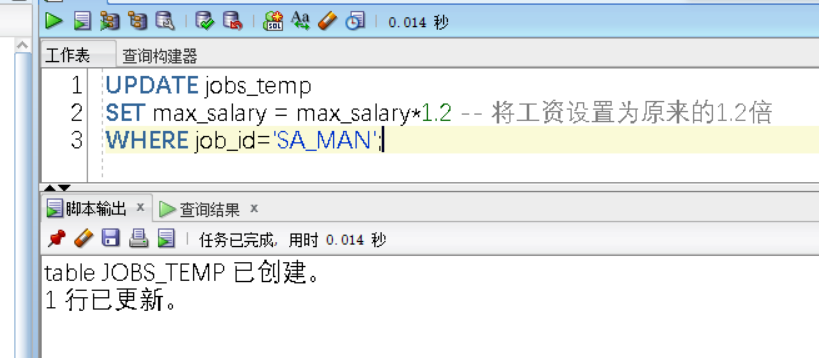 0.014 秒
工作表 查询构建器
1 UPDATE jobs_temp
2 SET max_salary = max_salary*1.2 -- 将工资设置为原来的1.2倍
3 WHERE job_id='SA_MAN';
脚本输出 x 查询结果 x
任务已完成, 用时 0.014 秒
table JOBS_TEMP 已创建。
1 行已更新。